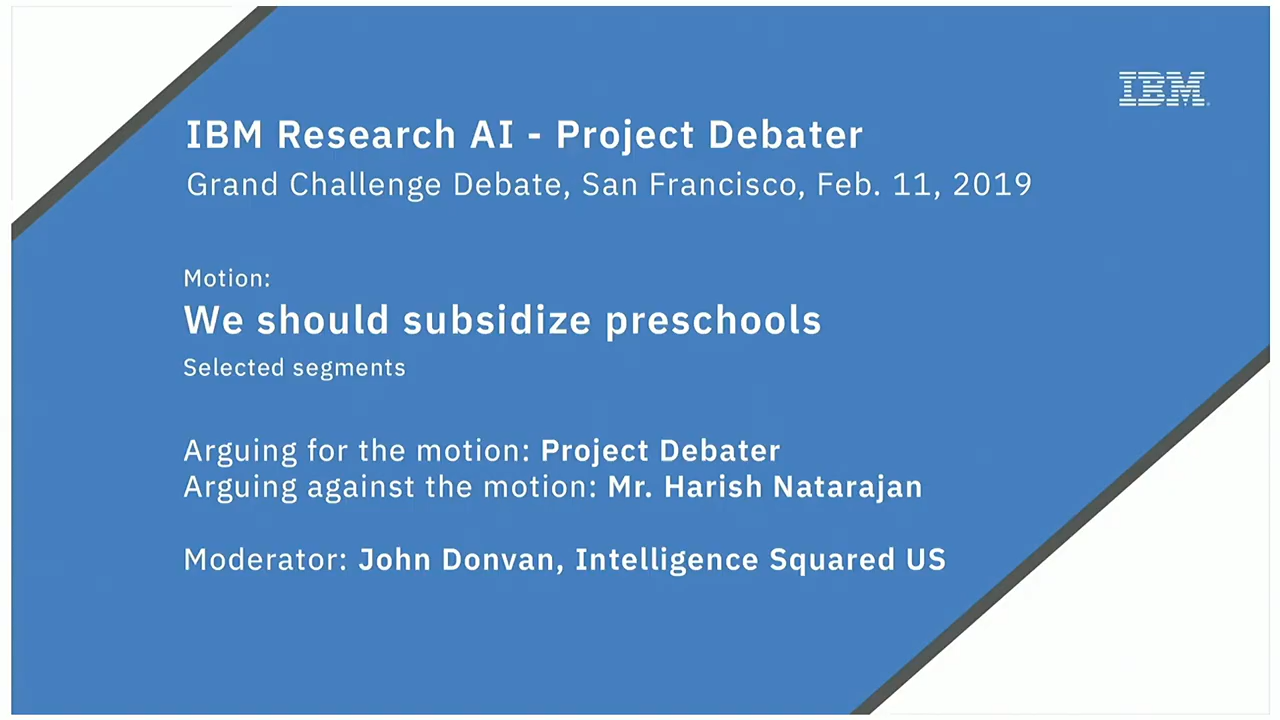 IBM
IBM Research AI - Project Debater
Grand Challenge Debate, San Francisco, Feb. 11, 2019
Motion:
We should subsidize preschools
Selected segments
Arguing for the motion: Project Debater
Arguing against the motion: Mr. Harish Natarajan
Moderator: John Donvan, Intelligence Squared US